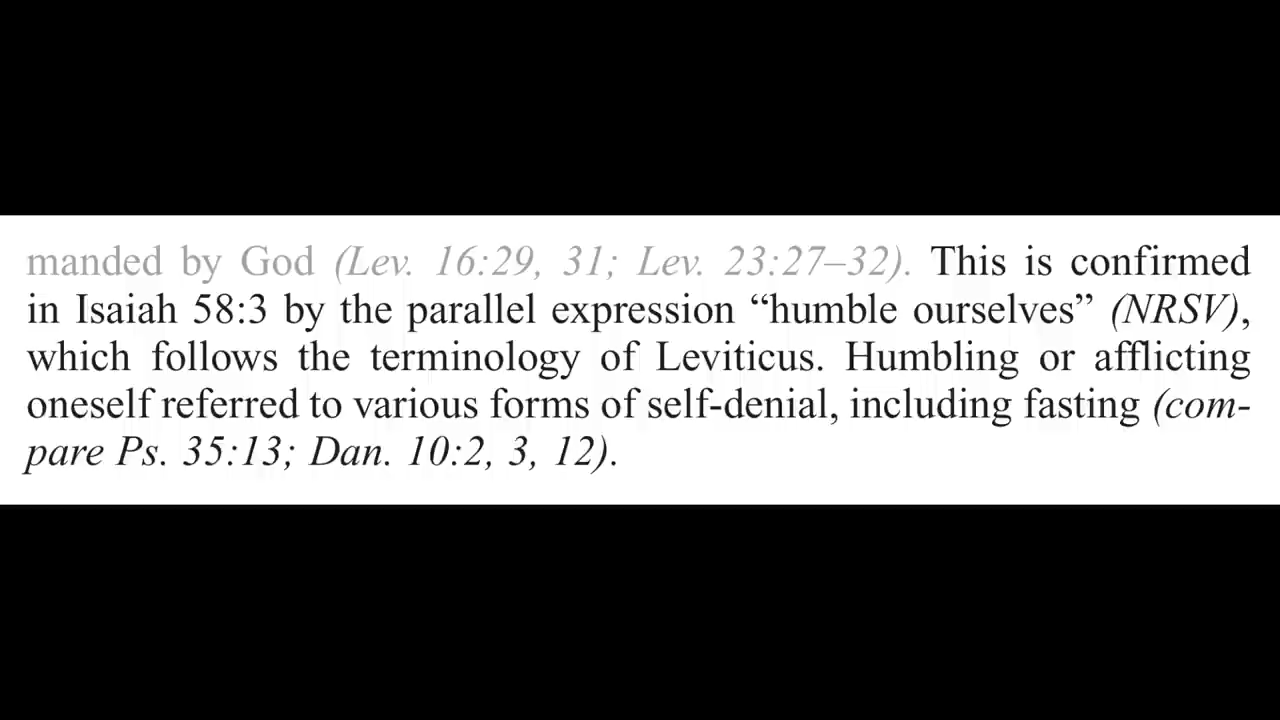 manded by God (Lev. 16:29, 31; Lev. 23:27–32). This is confirmed
in Isaiah 58:3 by the parallel expression “humble ourselves” (NRSV),
which follows the terminology of Leviticus. Humbling or afflicting
oneself referred to various forms of self-denial, including fasting (com-
pare Ps. 35:13; Dan. 10:2, 3, 12).